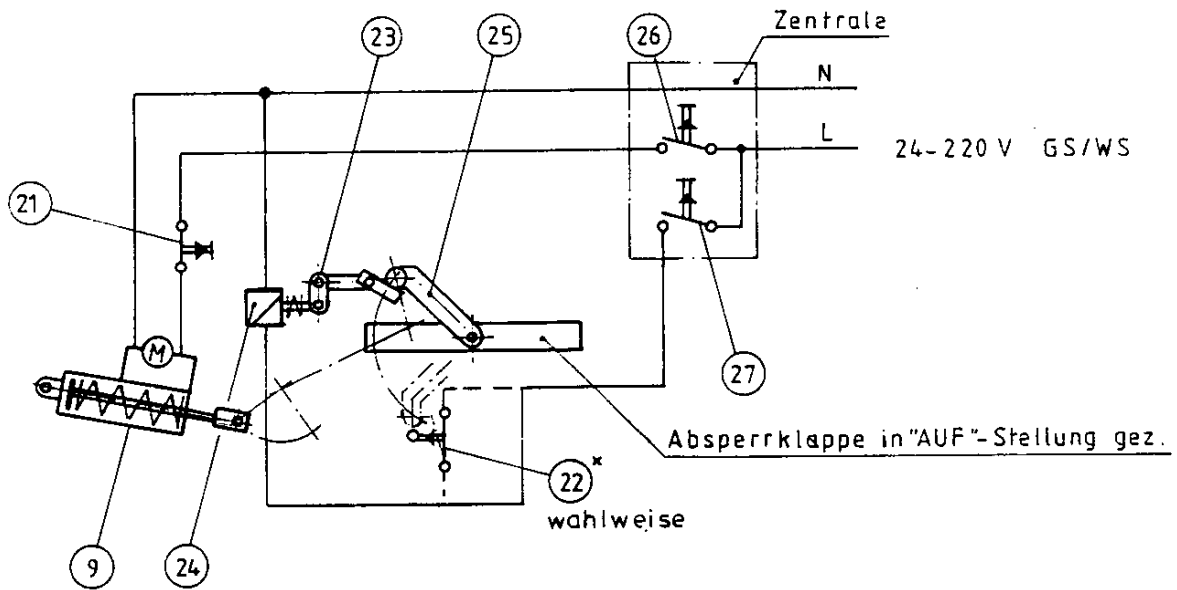 Zentrale
23
25
26
N
L
24-220 V GS/WS
21
M
27
Absperrklappe in "AUF"-Stellung gez.
22 x
wahlweise
9
24